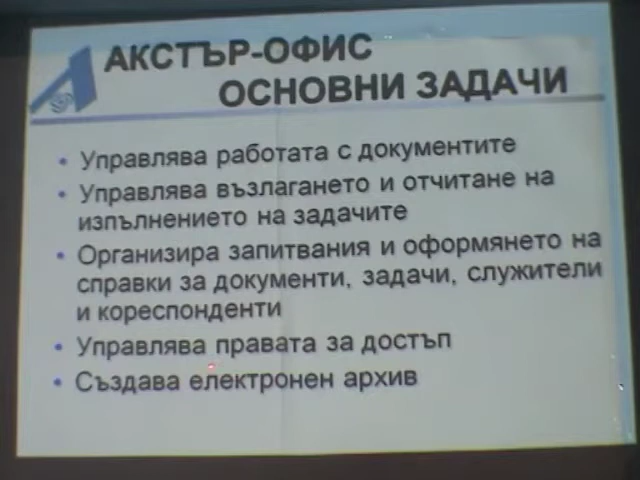 АКСТЪР-ОФИС
ОСНОВНИ ЗАДАЧИ
• Управлява работата с документите
• Управлява възлагането и отчитане на
изпълнението на задачите
• Организира запитвания и оформянето на
справки за документи, задачи, служители
и кореспонденти
• Управлява правата за достъп
• Създава електронен архив